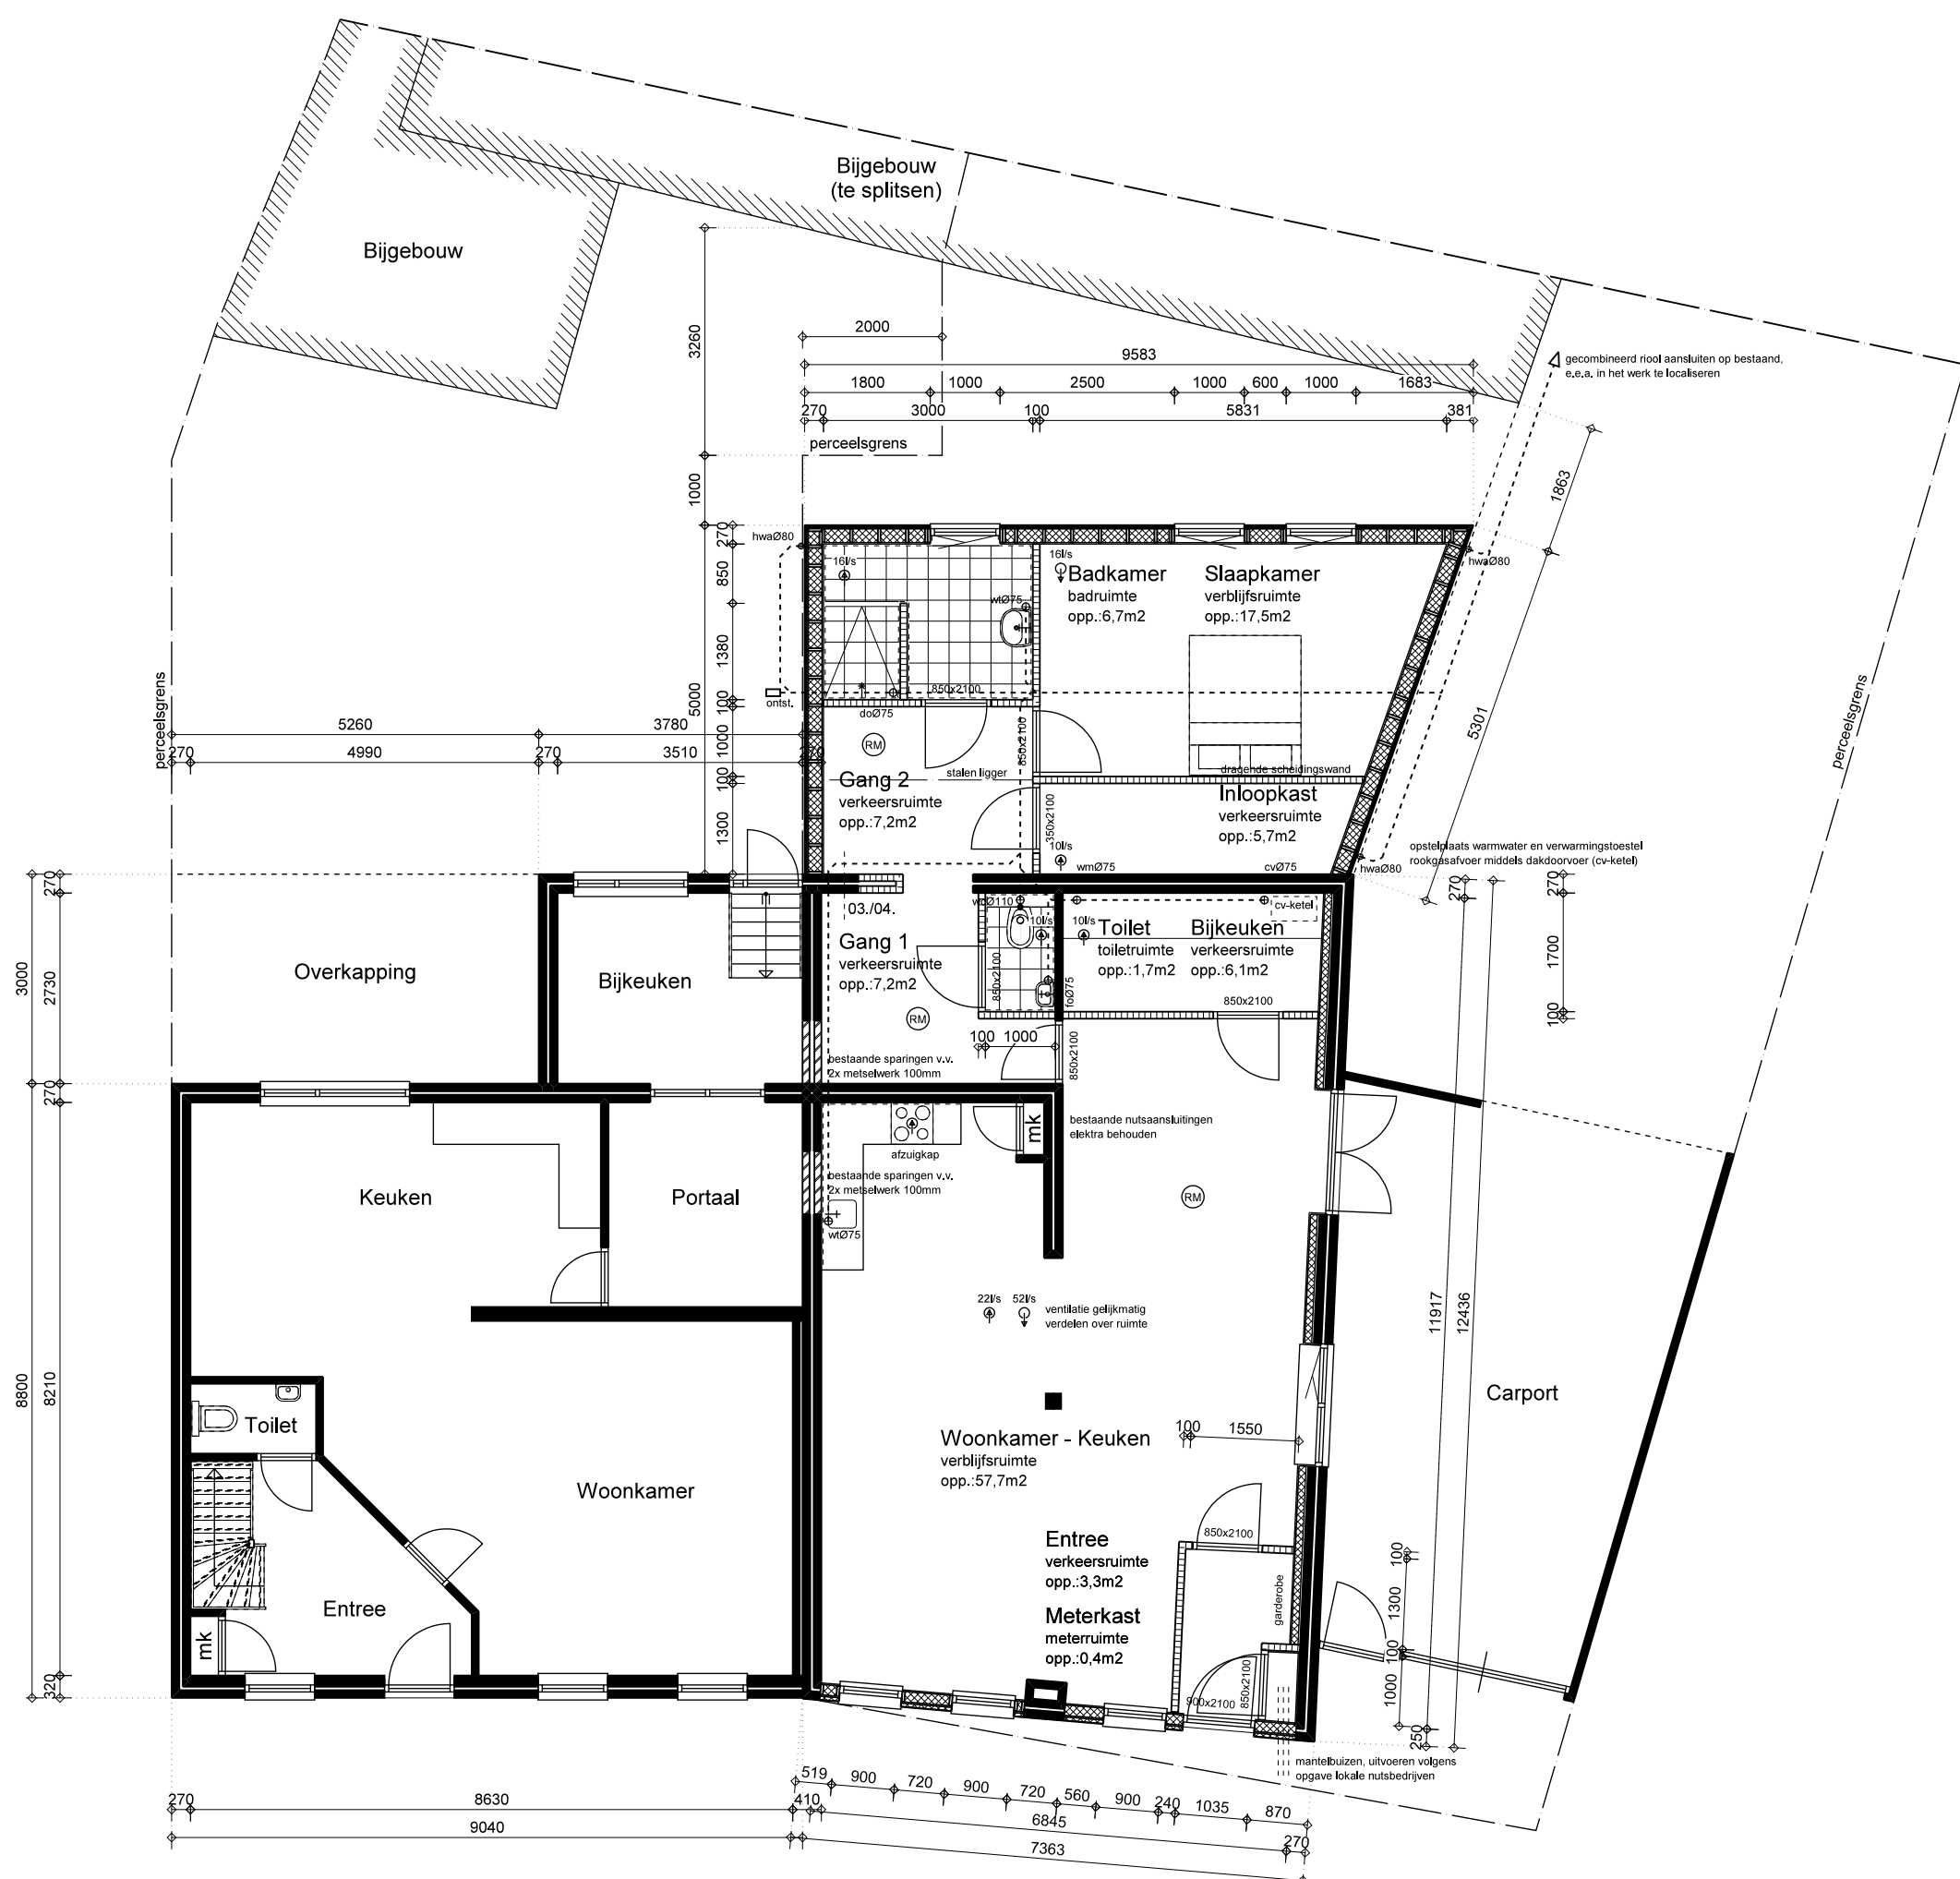 Bijgebouw
(te splitsen)
Bijgebouw
3260
2000
9583
1800
1000
2500
1000
600
1000
1683
270
3000
100
5831
381
perceelsgrens
gecombineerd riool aansluiten op bestaand,
e.e.a. in het werk te localiseren
1863
1000
270
850
1380
100
1000
100
1300
5000
hwaØ80
16l/s
16l/s
wtØ75
Badkamer
badruimte
opp.:6,7m2
Slaapkamer
verblijfsruimte
opp.:17,5m2
hwaØ80
5301
perceelsgrens
perceelsgrens
ontst.
doØ75
850x2100
850x2100
5260
3780
270
4990
270
3510
270
RM
stalen ligger
dragende scheidingswand
Gang 2
verkeersruimte
opp.:7,2m2
Inloopkast
verkeersruimte
opp.:5,7m2
850x2100
10l/s
wmØ75
cvØ75
hwaØ80
opstelplaats warmwater en verwarmingstoestel
rookgasafvoer middels dakdoorvoer (cv-ketel)
270
2730
3000
270
8210
8800
320
270
270
1700
100
03./04.
wcØ110
10l/s
10l/s
cv-ketel
Gang 1
verkeersruimte
opp.:7,2m2
Toilet
toiletruimte
opp.:1,7m2
Bijkeuken
verkeersruimte
opp.:6,1m2
850x2100
foØ75
850x2100
Overkapping
Bijkeuken
RM
100
1000
850x2100
bestaande sparingen v.v.
2x metselwerk 100mm
mk
bestaande nutsaansluitingen
elektra behouden
afzuigkap
bestaande sparingen v.v.
2x metselwerk 100mm
wtØ75
RM
Keuken
Portaal
22l/s
52l/s
ventilatie gelijkmatig
verdelen over ruimte
11917
12436
Carport
Toilet
Woonkamer
Woonkamer - Keuken
verblijfsruimte
opp.:57,7m2
100
1550
Entree
verkeersruimte
opp.:3,3m2
850x2100
garderobe
Meterkast
meterruimte
opp.:0,4m2
850x2100
900x2100
100
1300
100
1000
250
Entree
mk
mantelbuizen, uitvoeren volgens
opgave lokale nutsbedrijven
519
900
720
900
720
560
900
240
1035
870
270
8630
410
6845
270
9040
7363